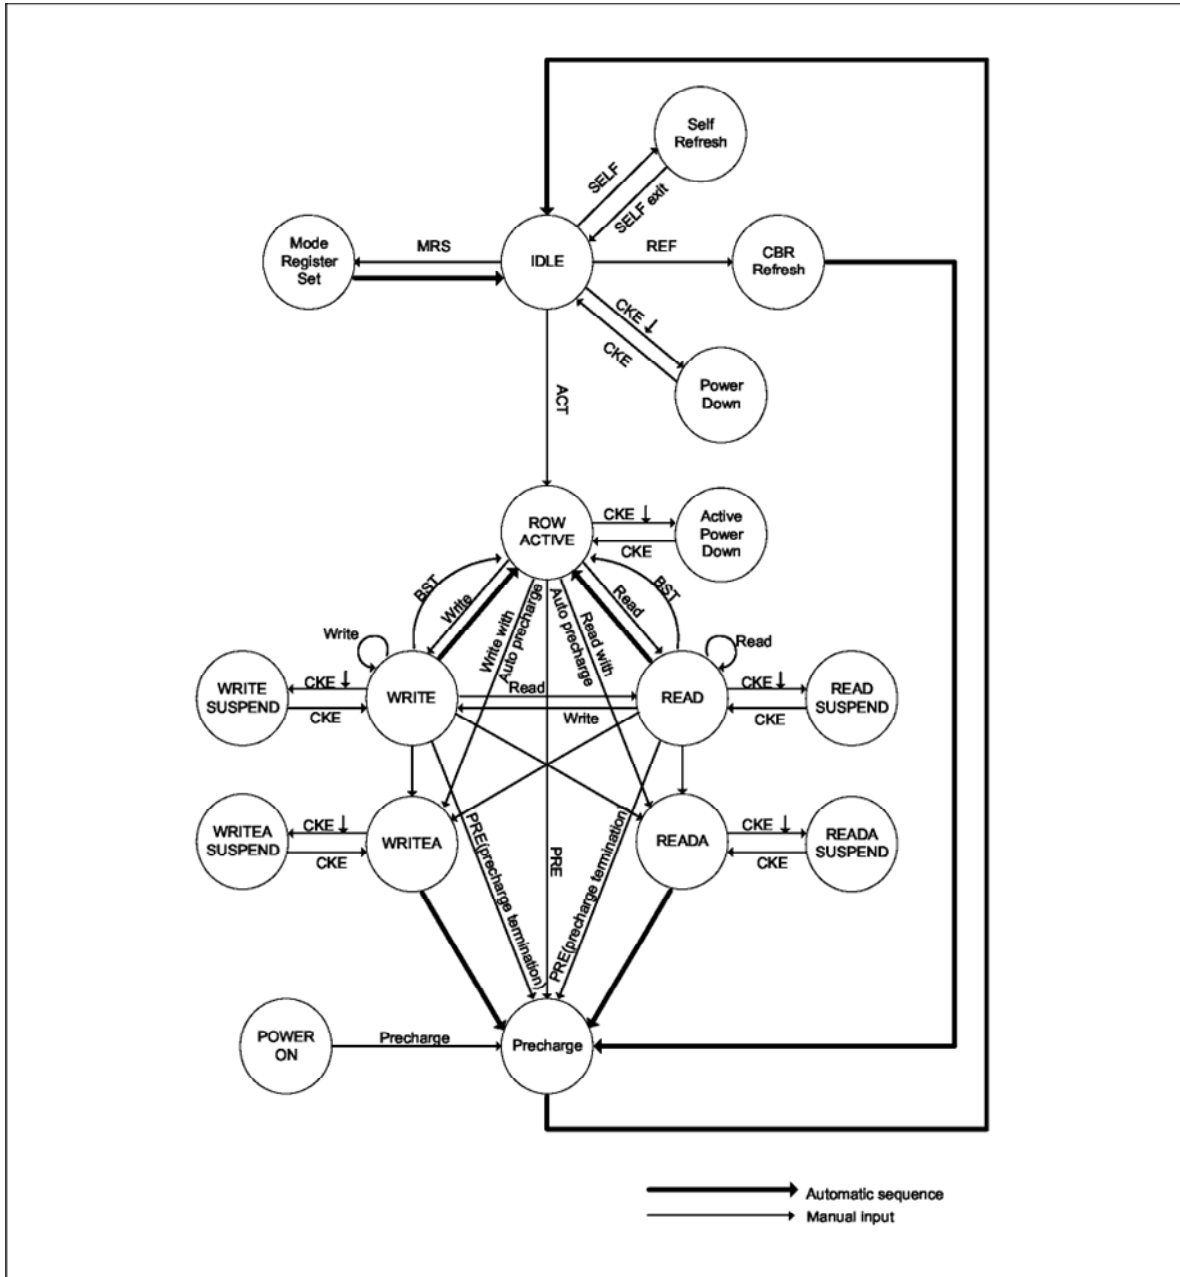 Self
Refresh
SELF
SELF exit
Mode
Register
Set
MRS
IDLE
REF
CBR
Refresh
CKE ↓
CKE
Power
Down
ACT
ROW
ACTIVE
CKE ↓
CKE
Active
Power
Down
BST
Write
Write with
Auto precharge
Auto precharge
Read with
Read
BST
Write
Read
WRITE
SUSPEND
CKE ↓
CKE
WRITE
Read
Write
READ
CKE ↓
CKE
READ
SUSPEND
WRITEA
SUSPEND
CKE ↓
CKE
WRITEA
PRE(precharge termination)
PRE
PRE(precharge termination)
READA
CKE ↓
CKE
READA
SUSPEND
POWER
ON
Precharge
Precharge
Automatic sequence
Manual input